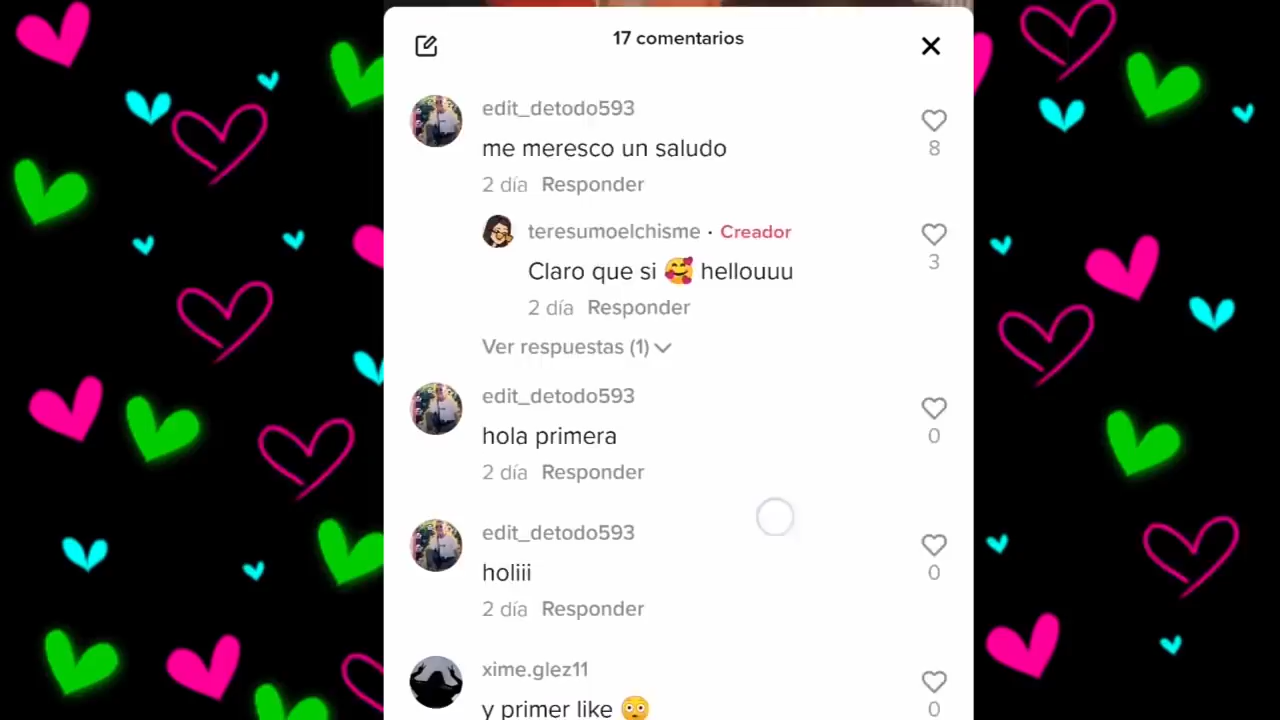 17 comentarios
edit_detodo593
me meresco un saludo
8
2 día Responder
teresumoelchisme · Creador
Claro que si 🥰 hellouuu
3
2 día Responder
Ver respuestas (1)
edit_detodo593
hola primera
0
2 día Responder
edit_detodo593
holiii
0
2 día Responder
xime.glez11
y primer like 😳
0